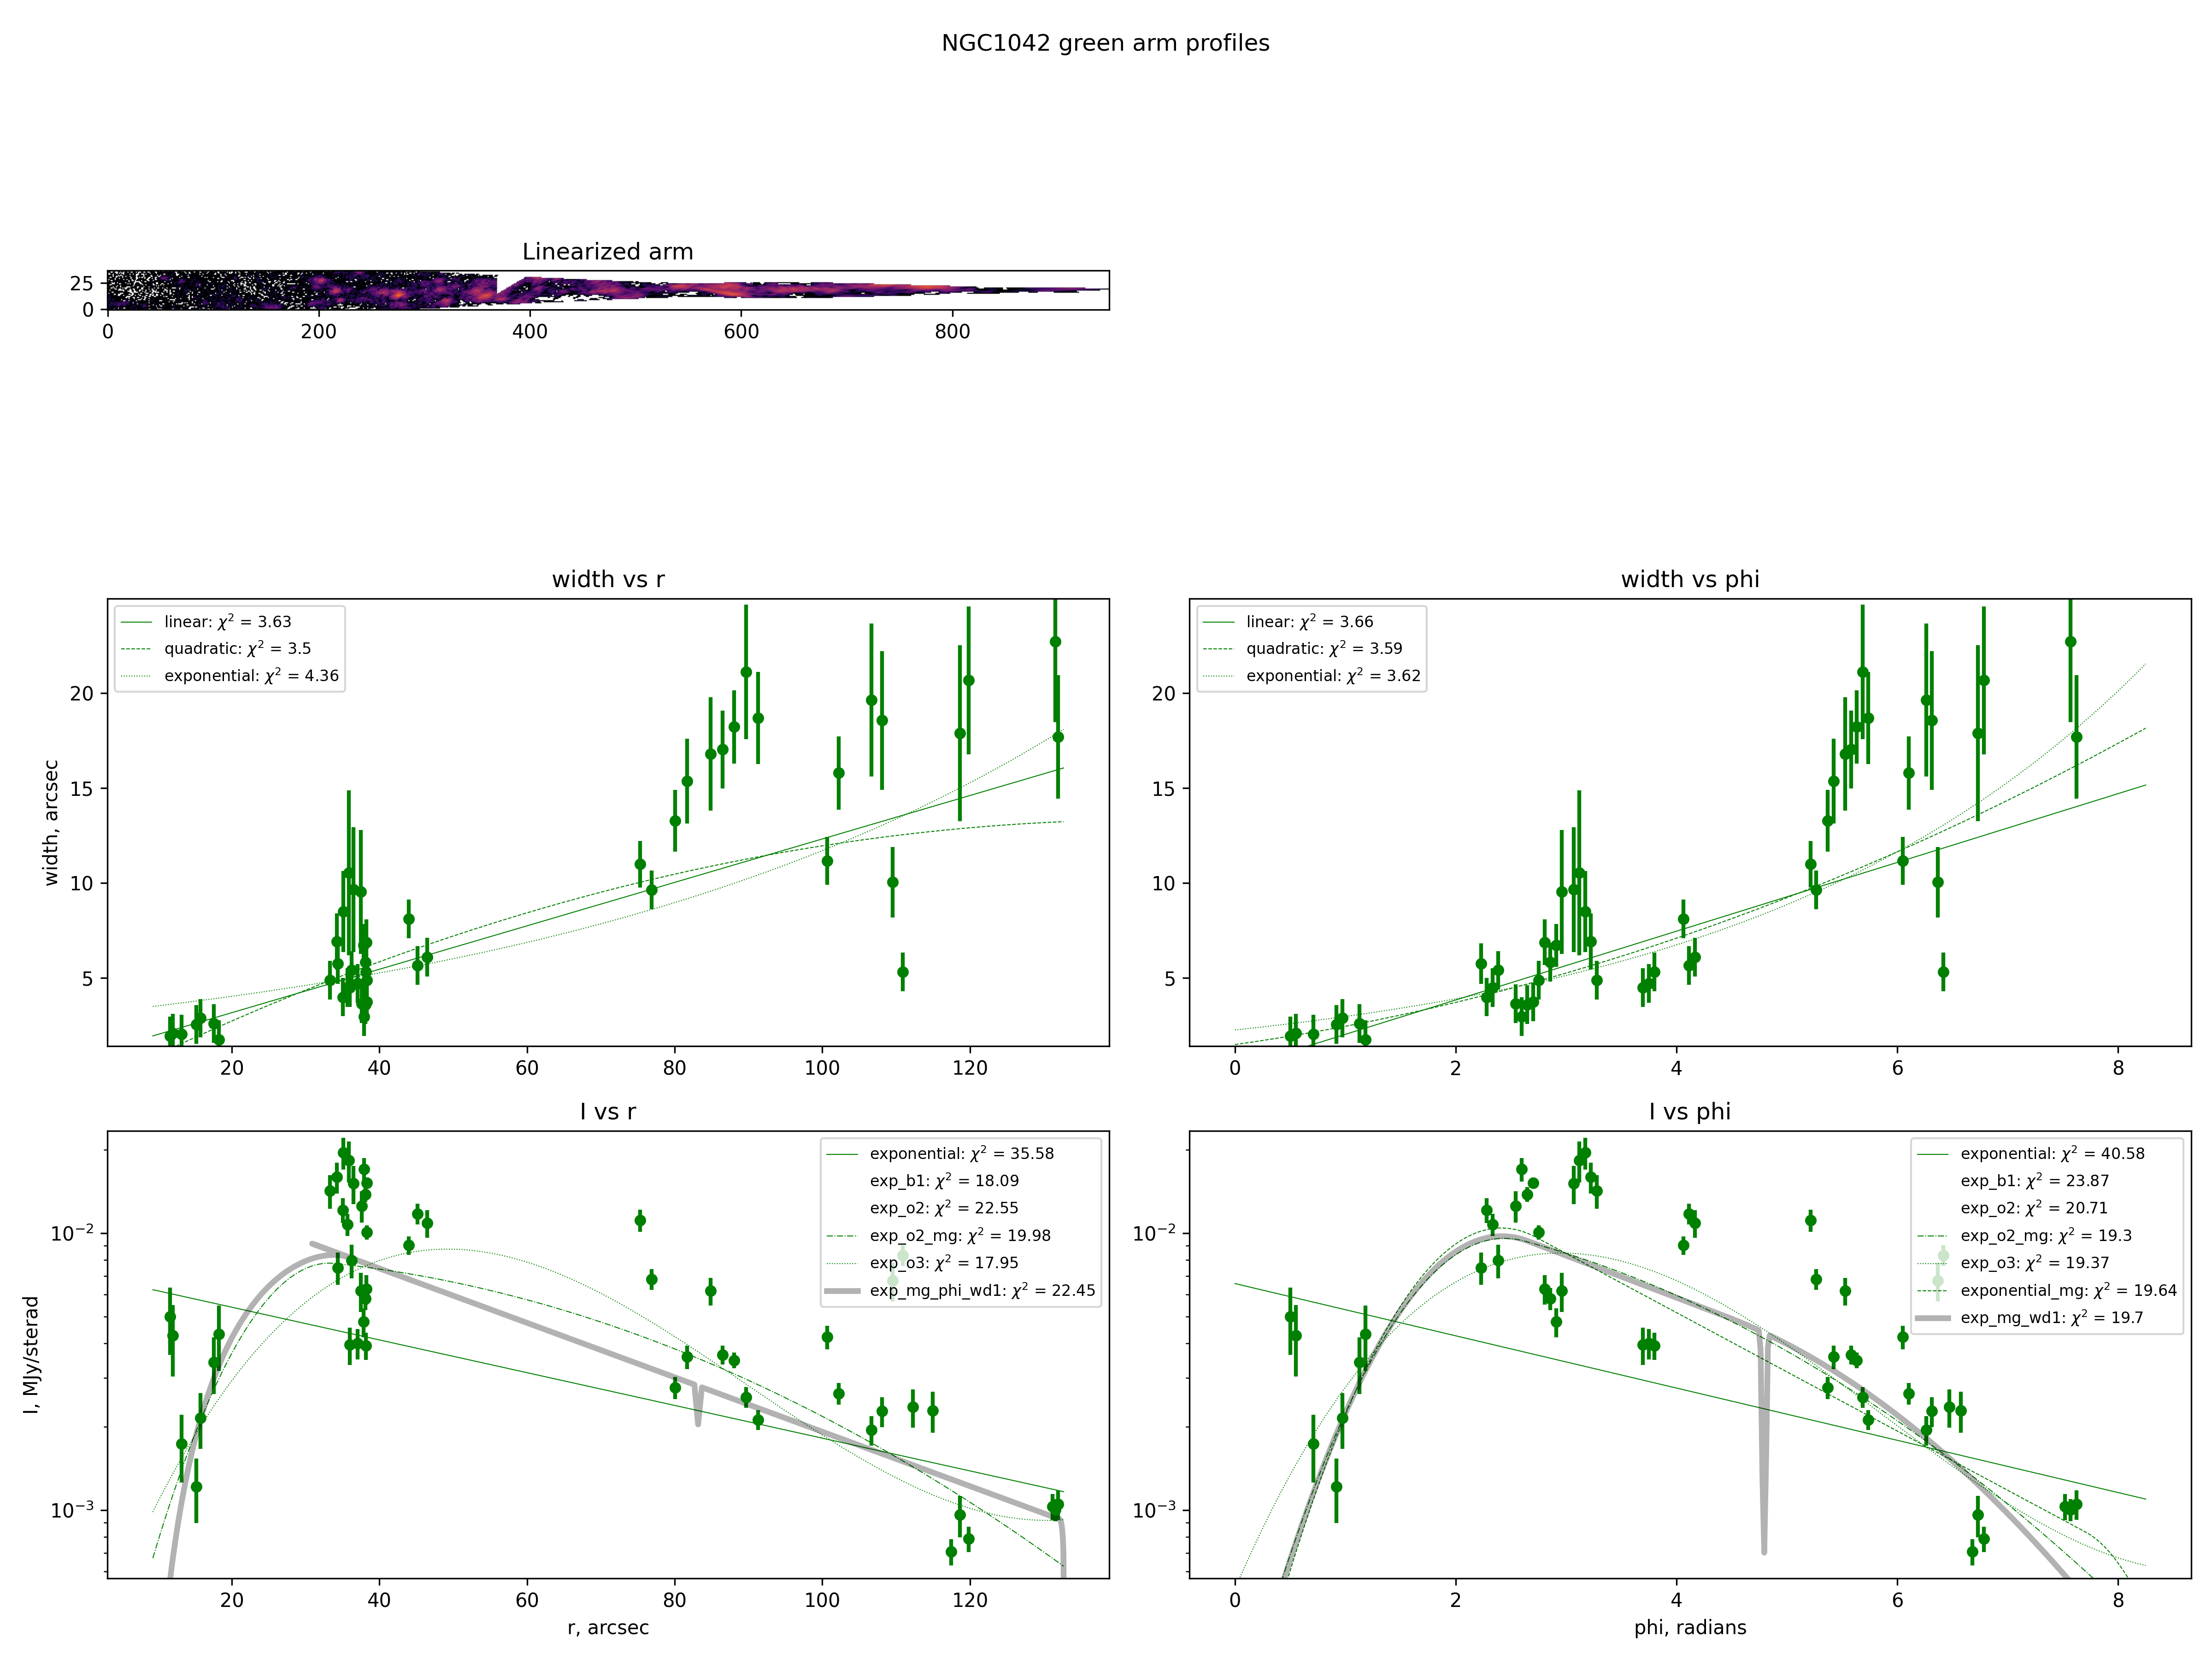 NGC1042 green arm profiles
Linearized arm
25
0
0 200 400 600 800
width vs r
linear: χ² = 3.63
quadratic: χ² = 3.5
exponential: χ² = 4.36
width, arcsec
20
15
10
5
20 40 60 80 100 120
width vs phi
linear: χ² = 3.66
quadratic: χ² = 3.59
exponential: χ² = 3.62
20
15
10
5
0 2 4 6 8
I vs r
exponential: χ² = 35.58
exp_b1: χ² = 18.09
exp_o2: χ² = 22.55
exp_o2_mg: χ² = 19.98
exp_o3: χ² = 17.95
exp_mg_phi_wd1: χ² = 22.45
I, MJy/sterad
10⁻²
10⁻³
20 40 60 80 100 120
r, arcsec
I vs phi
exponential: χ² = 40.58
exp_b1: χ² = 23.87
exp_o2: χ² = 20.71
exp_o2_mg: χ² = 19.3
exp_o3: χ² = 19.37
exponential_mg: χ² = 19.64
exp_mg_wd1: χ² = 19.7
10⁻²
10⁻³
0 2 4 6 8
phi, radians